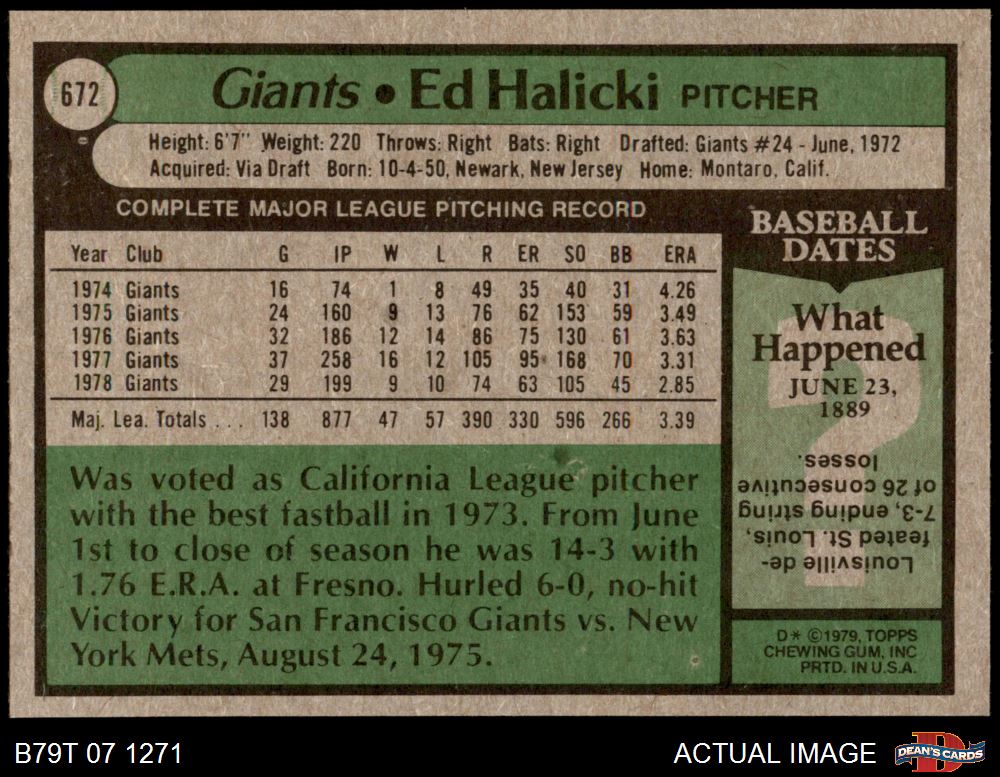 672
Giants • Ed Halicki PITCHER
Height: 6'7" Weight: 220 Throws: Right Bats: Right Drafted: Giants #24 - June, 1972
Acquired: Via Draft Born: 10-4-50, Newark, New Jersey Home: Montaro, Calif.
COMPLETE MAJOR LEAGUE PITCHING RECORD
Year Club G IP W L R ER SO BB ERA
1974 Giants 16 74 1 8 49 35 40 31 4.26
1975 Giants 24 160 9 13 76 62 153 59 3.49
1976 Giants 32 186 12 14 86 75 130 61 3.63
1977 Giants 37 258 16 12 105 95 168 70 3.31
1978 Giants 29 199 9 10 74 63 105 45 2.85
Maj. Lea. Totals . . . 138 877 47 57 390 330 596 266 3.39
Was voted as California League pitcher
with the best fastball in 1973. From June
1st to close of season he was 14-3 with
1.76 E.R.A. at Fresno. Hurled 6-0, no-hit
Victory for San Francisco Giants vs. New
York Mets, August 24, 1975.
BASEBALL
DATES
What
Happened
JUNE 23,
1889
?
Louisville de-
feated St. Louis,
7-3, ending string
of 26 consecutive
losses.
D* ©1979, TOPPS
CHEWING GUM, INC
PRTD. IN U.S.A.
B79T 07 1271
ACTUAL IMAGE
D
DEAN'S CARDS